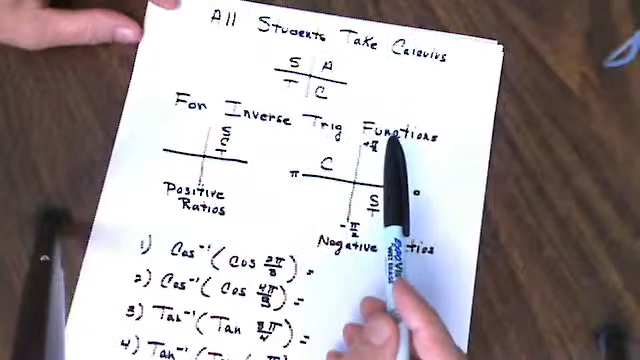 All Students Take Calculus
S A
T C
For Inverse Trig Functions
S
C
T
Positive
Ratios
+π/2
C
π
0
S
T
-π/2
Negative
1) Cos⁻¹(Cos 2π/3) =
2) Cos⁻¹(Cos 4π/3) =
3) Tan⁻¹(Tan 3π/4) =
4) Tan⁻¹